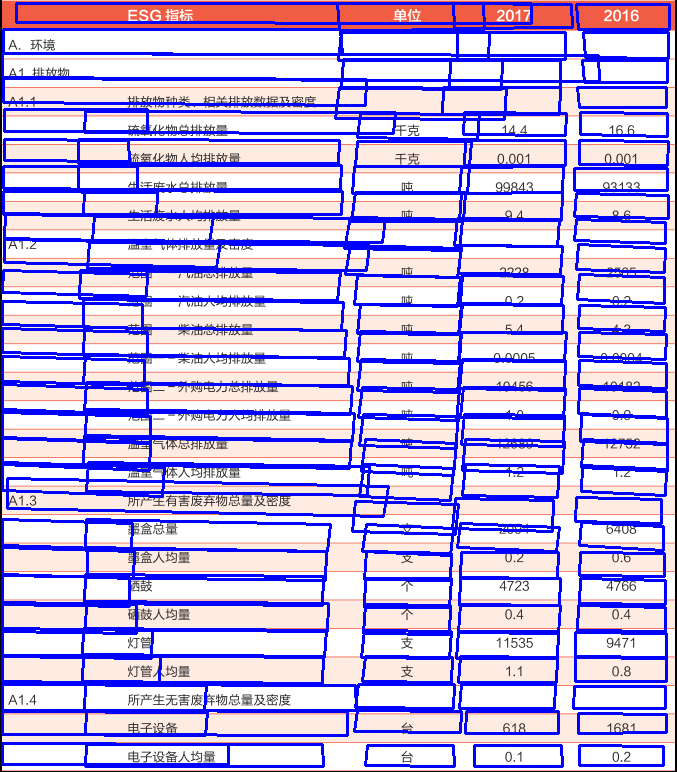 ESG 指标 单位 2017 2016
A. 环境
A1 排放物
A1.1 排放物种类、相关排放数据及密度
硫氧化物总排放量 千克 14.4 16.6
硫氧化物人均排放量 千克 0.001 0.001
生活废水总排放量 吨 99843 93133
生活废水人均排放量 吨 9.4 8.6
A1.2 温室气体排放量及密度
范围一 – 汽油总排放量 吨 2228
范围一 – 汽油人均排放量 吨 0.2 0.2
范围一 – 柴油总排放量 吨 5.4
范围一 – 柴油人均排放量 吨 0.0005 0.0004
范围二 – 外购电力总排放量 吨 10456
范围二 – 外购电力人均排放量 吨
温室气体总排放量 吨 12689 12752
温室气体人均排放量 吨 1.2 1.2
A1.3 所产生有害废弃物总量及密度
墨盒总量 支 6408
墨盒人均量 支 0.2 0.6
硒鼓 个 4723 4766
硒鼓人均量 个 0.4 0.4
灯管 支 11535 9471
灯管人均量 支 1.1 0.8
A1.4 所产生无害废弃物总量及密度
电子设备 台 618 1681
电子设备人均量 台 0.1 0.2